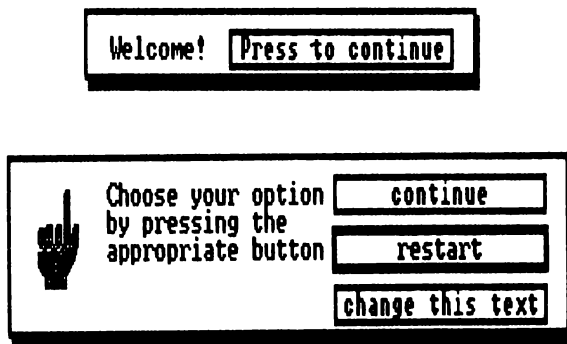 Welcome! Press to continue
Choose your option
by pressing the
appropriate button
continue
restart
change this text